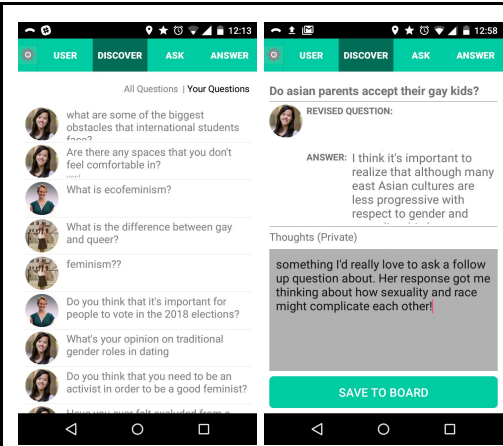 12:13
USER
DISCOVER
ASK
ANSWER
All Questions | Your Questions
what are some of the biggest
obstacles that international students
face?
Are there any spaces that you don't
feel comfortable in?
What is ecofeminism?
What is the difference between gay
and queer?
feminism??
Do you think that it's important for
people to vote in the 2018 elections?
What's your opinion on traditional
gender roles in dating
Do you think that you need to be an
activist in order to be a good feminist?
Have you ever felt excluded from a
12:58
USER
DISCOVER
ASK
ANSWER
Do asian parents accept their gay kids?
REVISED QUESTION:
ANSWER: I think it's important to
realize that although many
east Asian cultures are
less progressive with
respect to gender and
Thoughts (Private)
something I'd really love to ask a follow
up question about. Her response got me
thinking about how sexuality and race
might complicate each other!
SAVE TO BOARD